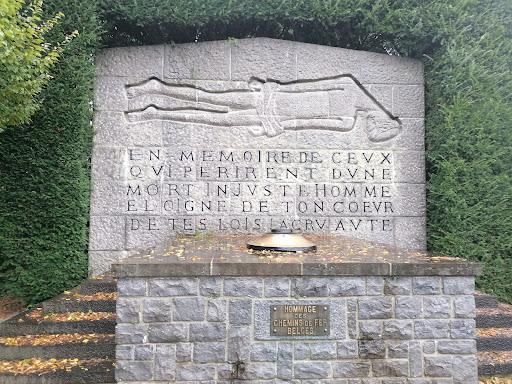 EN MEMOIRE DE CEVX
QVI PERIRENT DVNE
MORT INJVSTE HOMME
ELOIGNE DE TON COEVR
DE TES LOIS LA CRVAVTE
HOMMAGE
DES
CHEMINS DE FER
BELGES